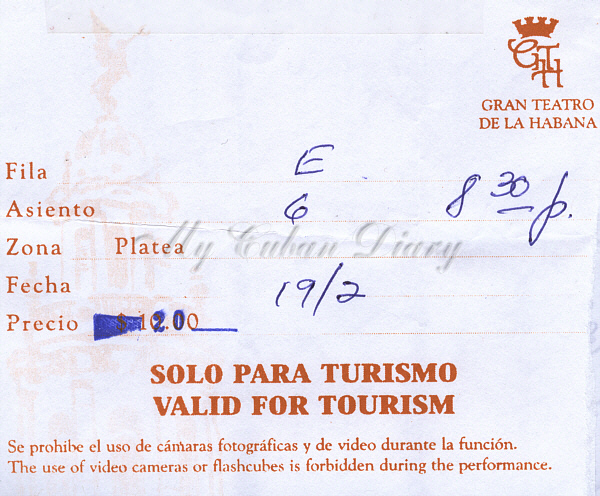 GTH
GRAN TEATRO
DE LA HABANA
Fila E
Asiento 6 8 30 p.
Zona Platea
My Cuban Diary
Fecha 19/2
Precio $ 10.00 20
SOLO PARA TURISMO
VALID FOR TOURISM
Se prohibe el uso de cámaras fotográficas y de video durante la función.
The use of video cameras or flashcubes is forbidden during the performance.